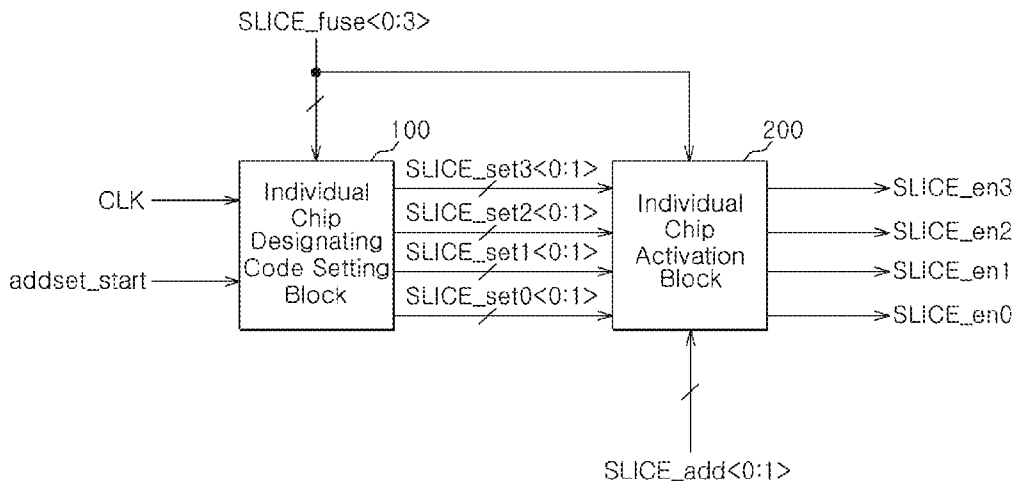 SLICE_fuse<0:3>
100
200
CLK
addset_start
Individual
Chip
Designating
Code Setting
Block
SLICE_set3<0:1>
SLICE_set2<0:1>
SLICE_set1<0:1>
SLICE_set0<0:1>
Individual
Chip
Activation
Block
SLICE_en3
SLICE_en2
SLICE_en1
SLICE_en0
SLICE_add<0:1>